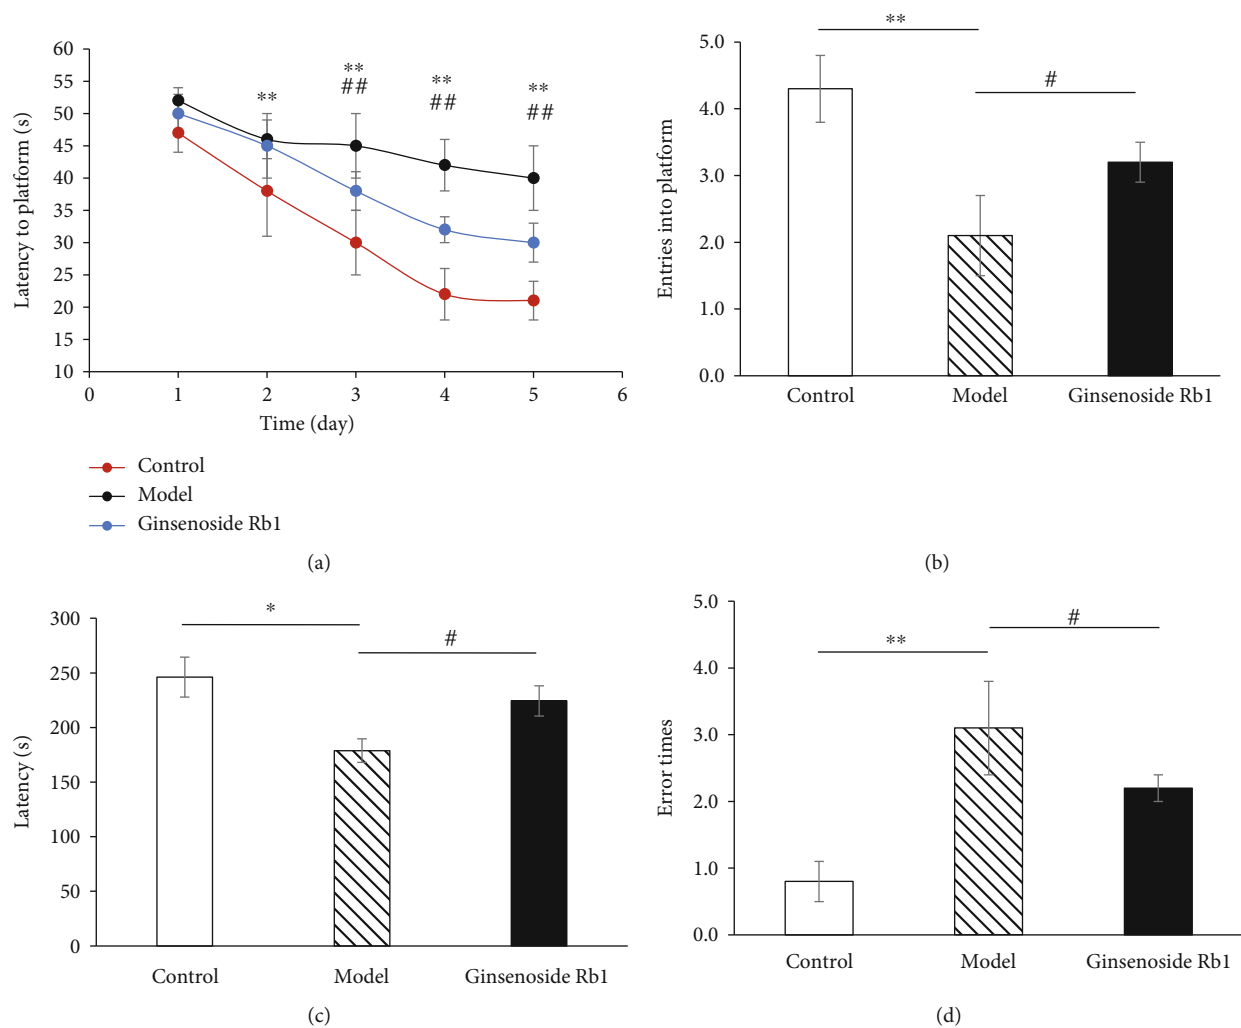 60
55
50
45
40
35
30
25
20
15
10
Latency to platform (s)
**
**
##
**
##
**
##
0 1 2 3 4 5 6
Time (day)
Control
Model
Ginsenoside Rb1
(a)
**
#
5.0
4.0
3.0
2.0
1.0
0.0
Entries into platform
Control Model Ginsenoside Rb1
(b)
*
#
300
250
200
150
100
50
0
Latency (s)
Control Model Ginsenoside Rb1
(c)
**
#
5.0
4.0
3.0
2.0
1.0
0.0
Error times
Control Model Ginsenoside Rb1
(d)